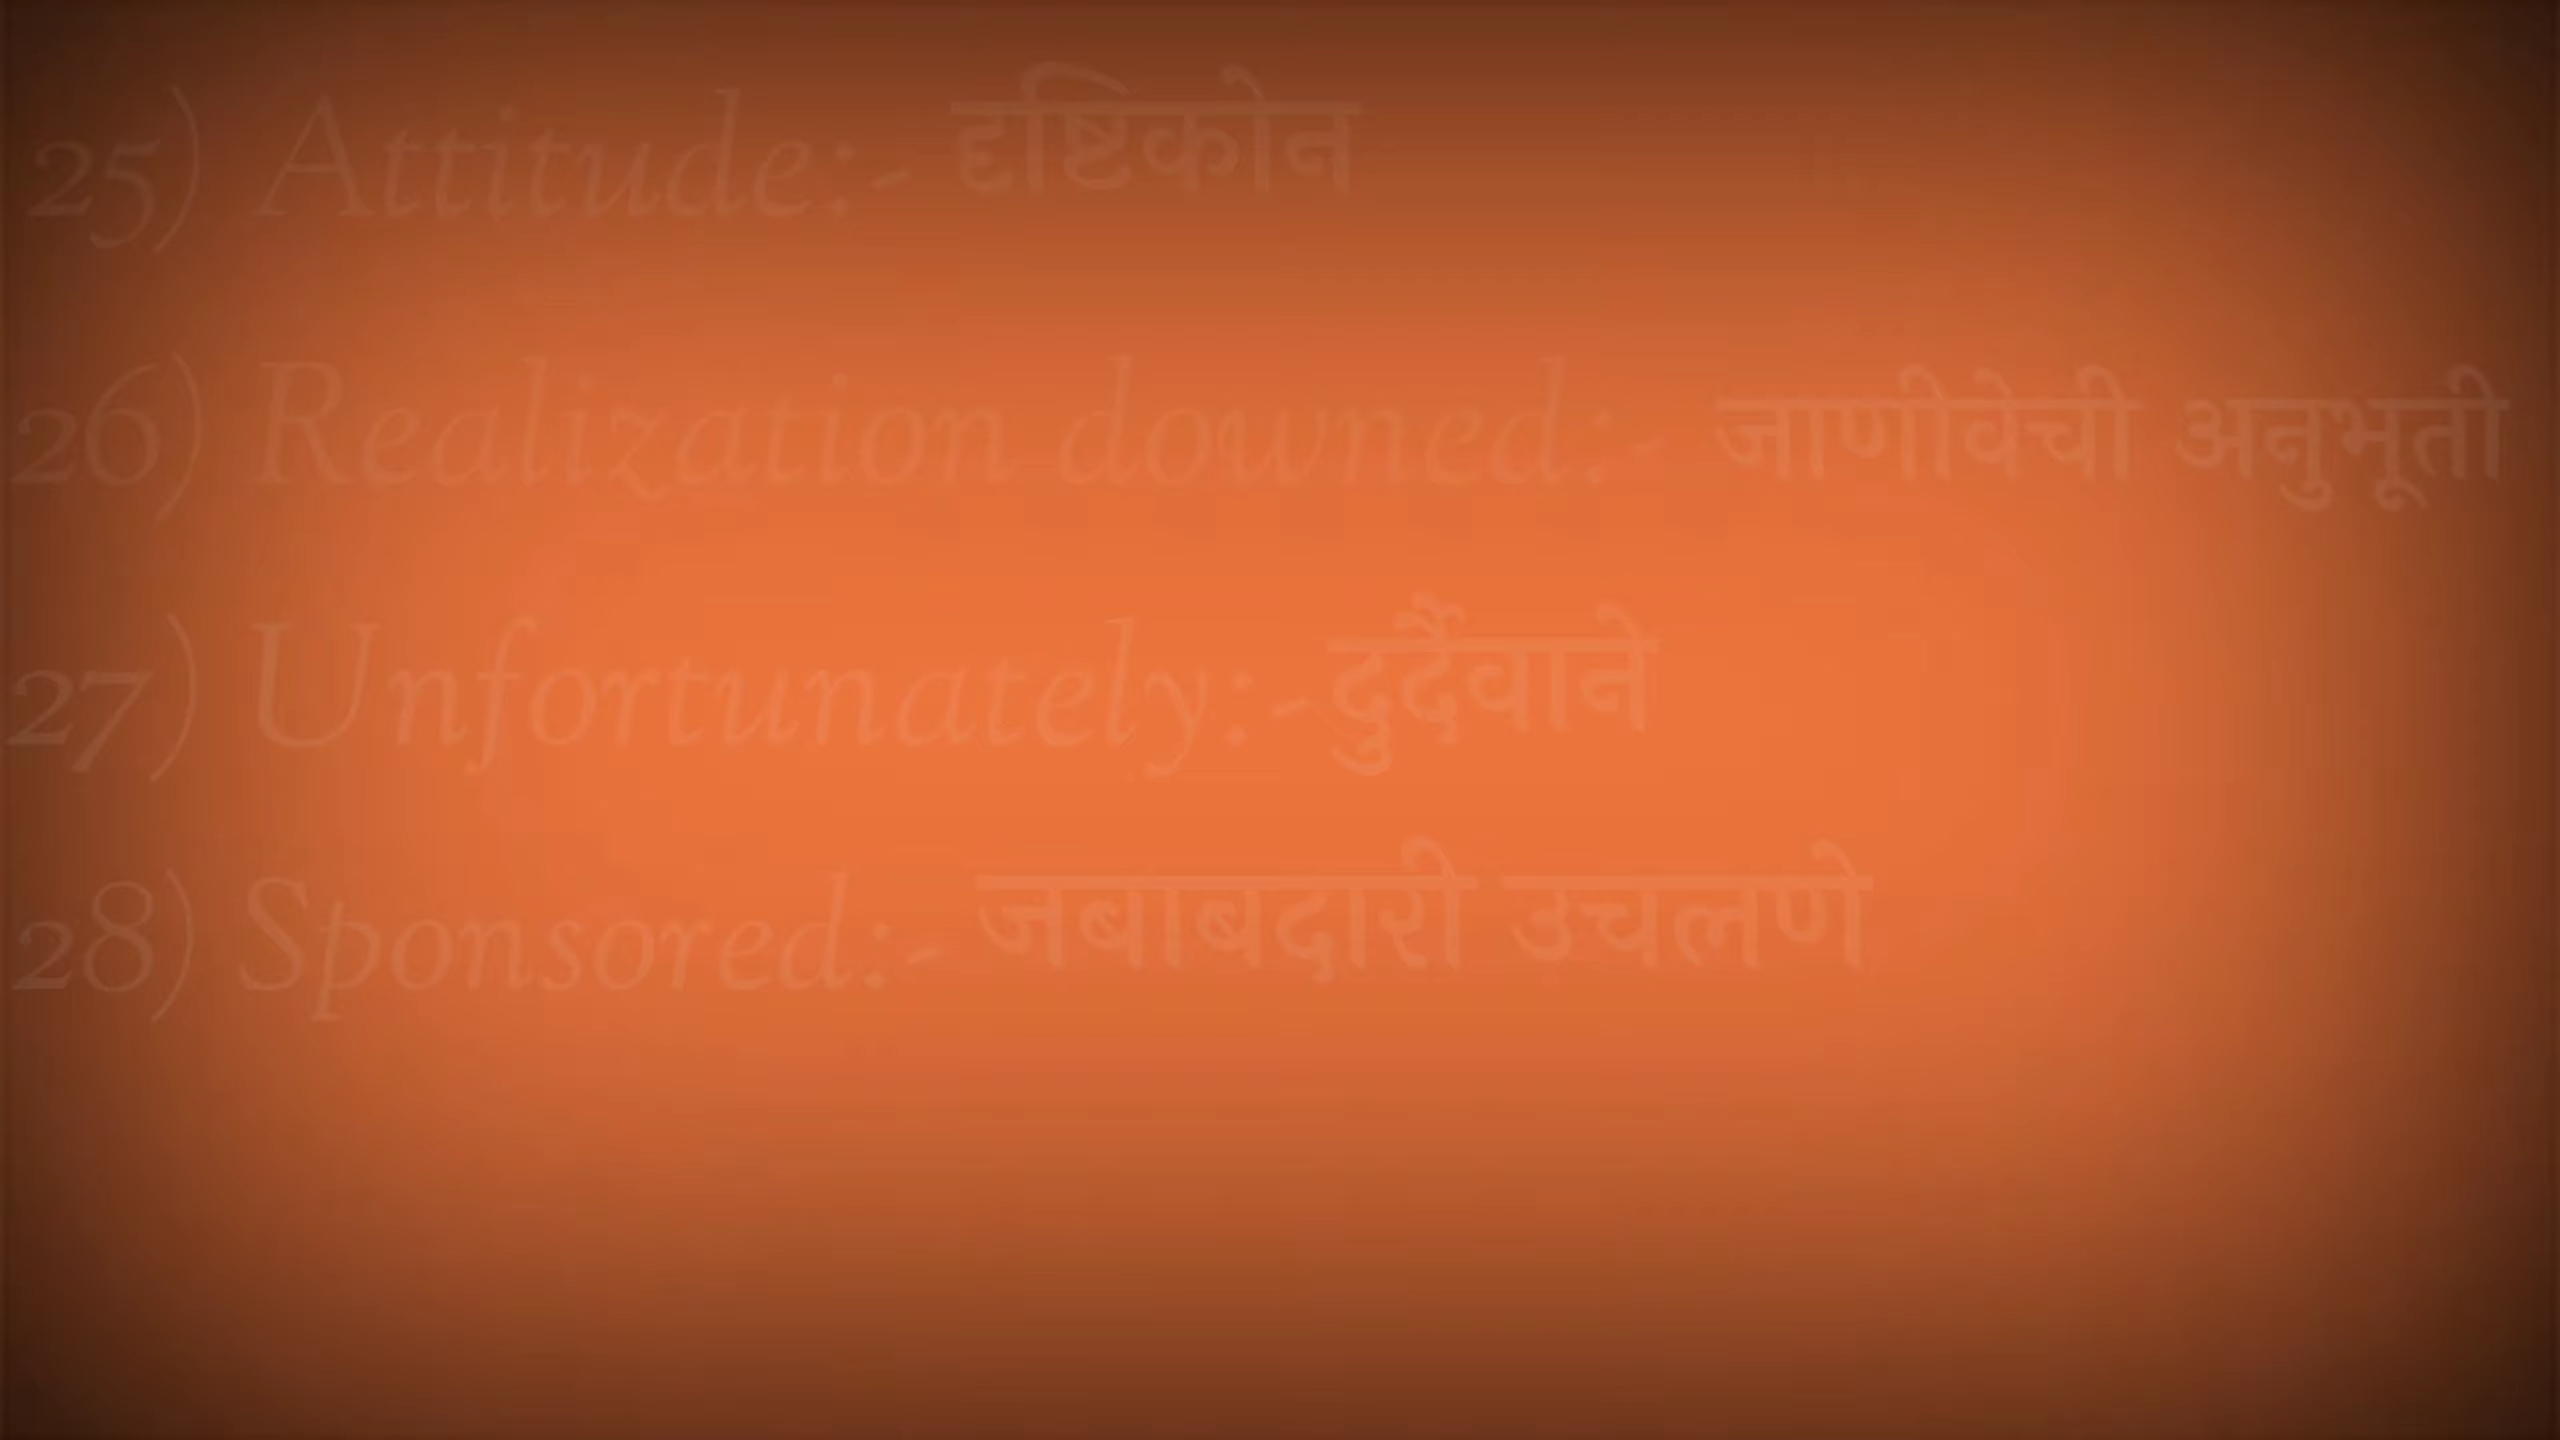 25) Attitude:- दृष्टिकोन
26) Realization downed:- जाणीवेची अनुभूती
27) Unfortunately:-दुर्दैवाने
28) Sponsored:- जबाबदारी उचलणे